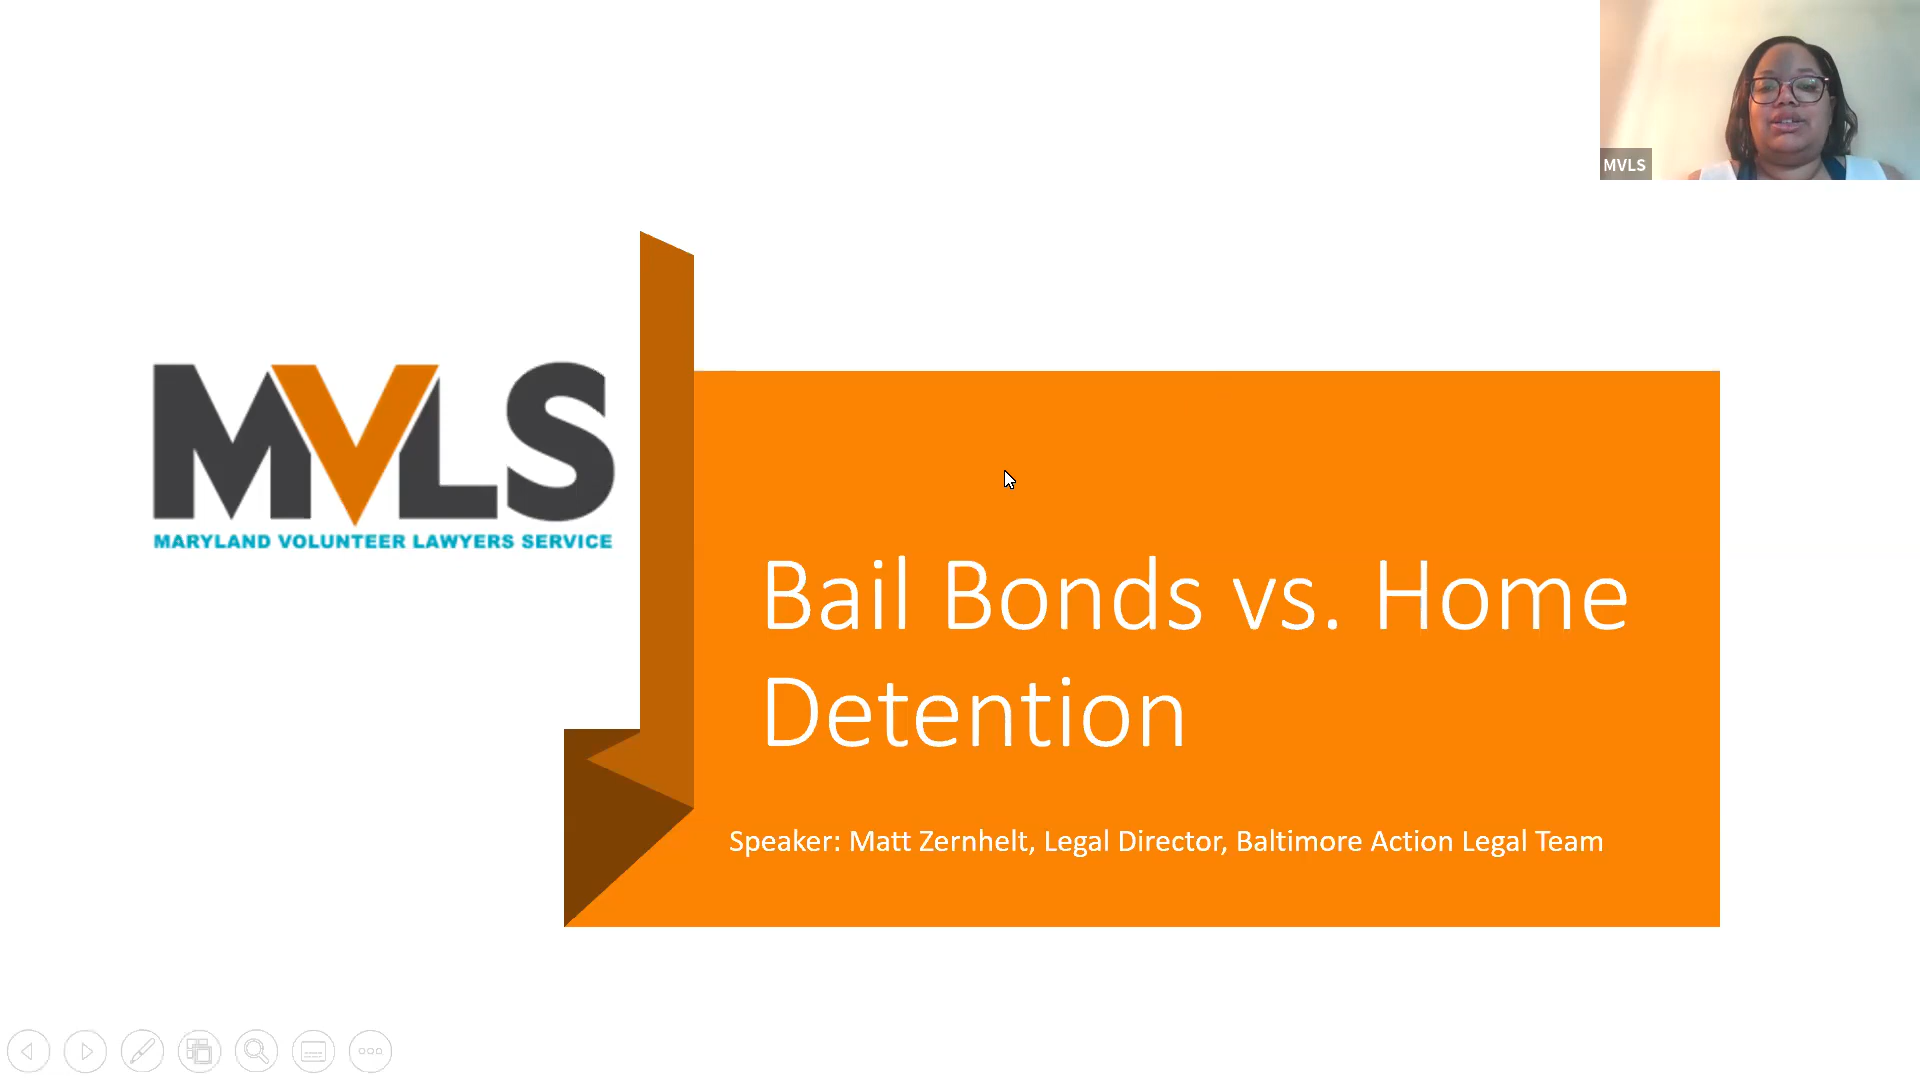 MVLS
MVLS
MARYLAND VOLUNTEER LAWYERS SERVICE
Bail Bonds vs. Home
Detention
Speaker: Matt Zernhelt, Legal Director, Baltimore Action Legal Team